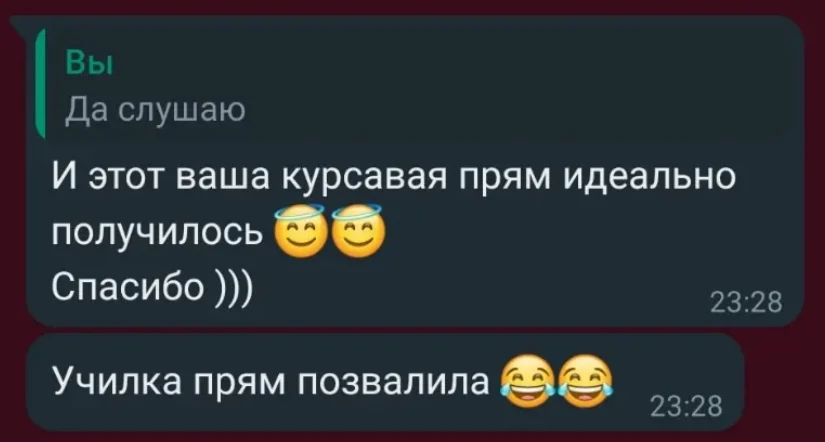 Вы
Да слушаю
И этот ваша курсавая прям идеально
получилось 😇😇
Спасибо )))
23:28
Училка прям позвалила 😂😂
23:28